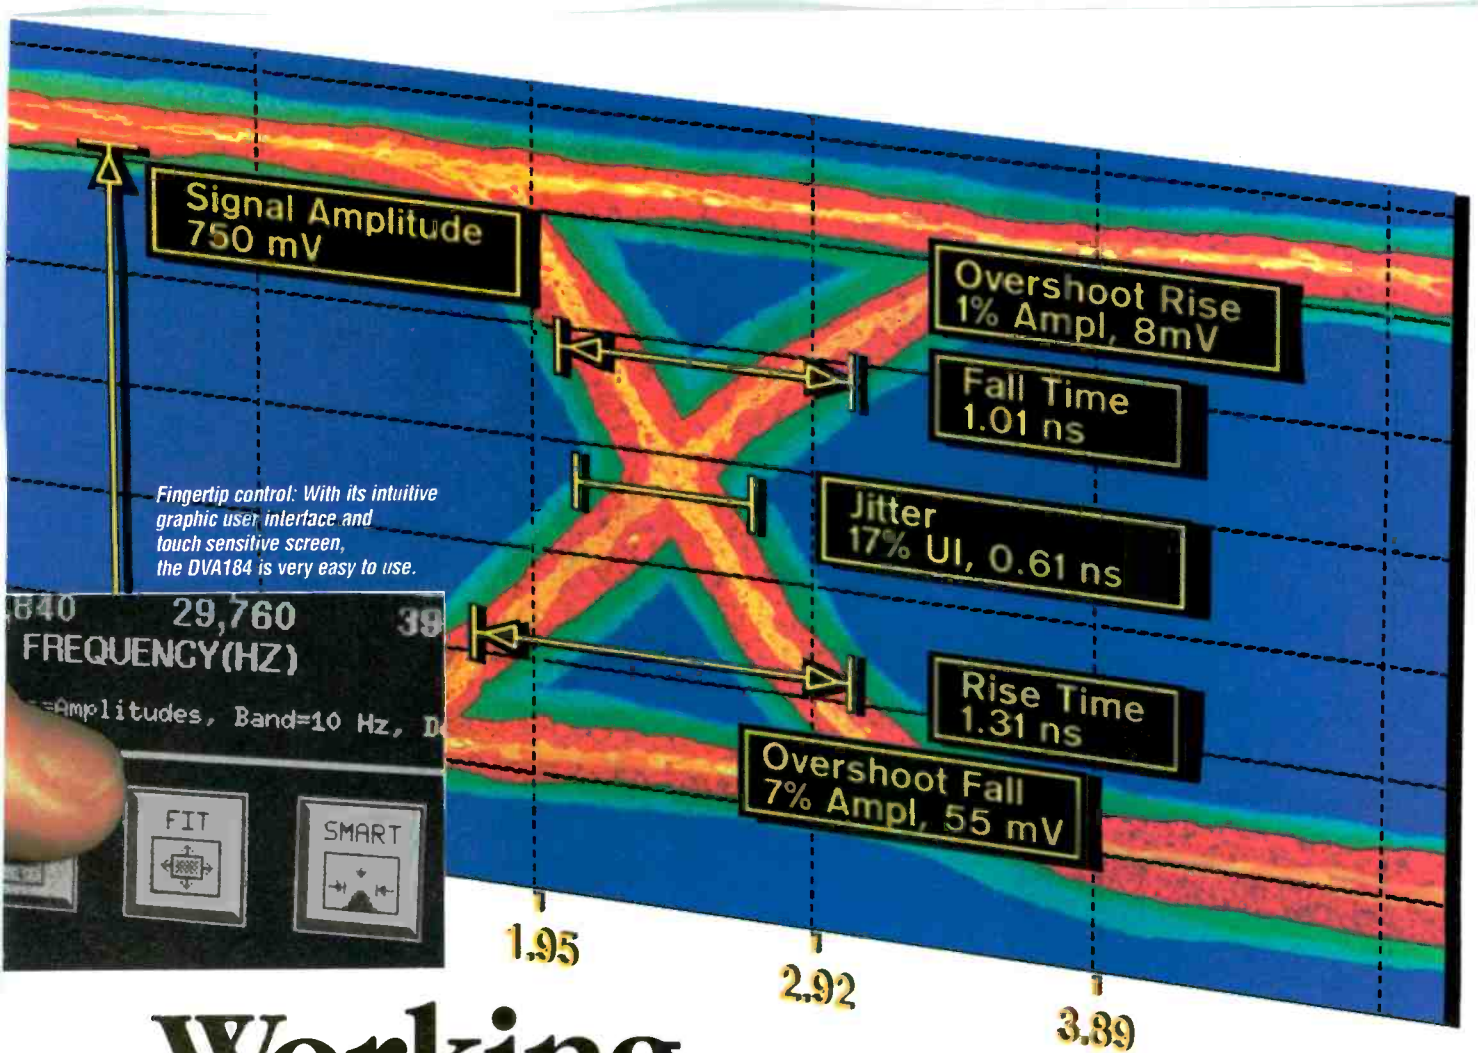 Signal Amplitude
750 mV
Overshoot Rise
1% Ampl, 8mV
Fall Time
1.01 ns
Jitter
17% UI, 0.61 ns
Fingertip control: With its intuitive
graphic user interface and
touch sensitive screen,
the DVA184 is very easy to use.
Rise Time
1.31 ns
Overshoot Fall
7% Ampl, 55 mV
,840 29,760 39
FREQUENCY(HZ)
=Amplitudes, Band=10 Hz,
FIT
SMART
1.95
2.92
3.89
Working